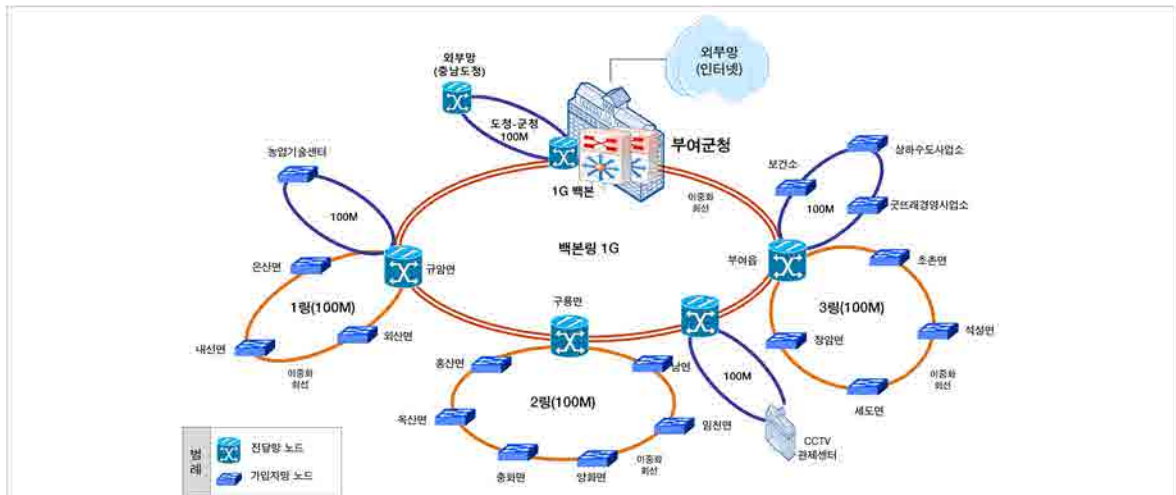 외부망
(충남도청)
외부망
(인터넷)
도청-군청
100M
부여군청
농업기술센터
보건소
상하수도사업소
1G 백본
이중화
회선
100M
굿뜨래경영사업소
100M
백본링 1G
부여읍
초촌면
은산면
규암면
1링(100M)
구룡면
3링(100M)
외산면
석성면
내산면
장암면
이중화
회선
홍산면
남면
100M
이중화
회선
2링(100M)
세도면
옥산면
임천면
CCTV
관제센터
충화면
양화면
이중화
회선
범례
전달망 노드
가입자망 노드